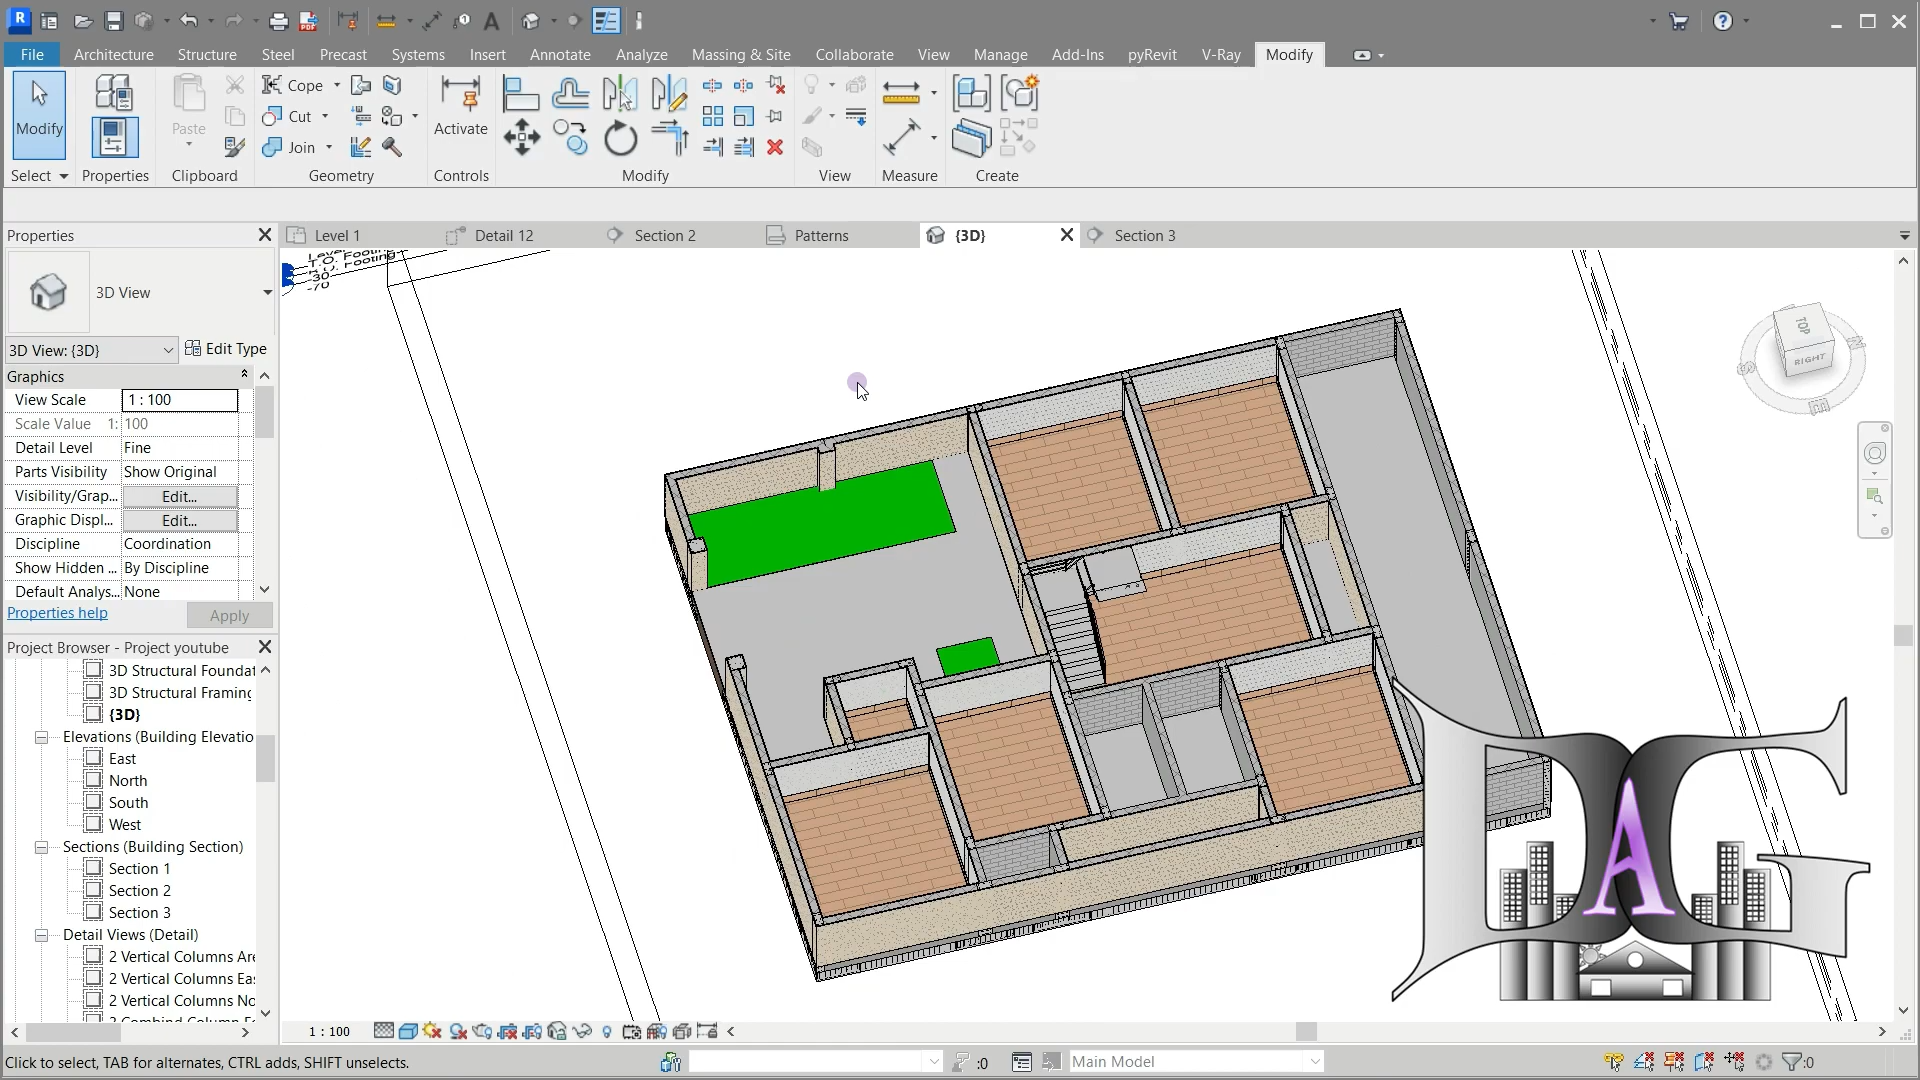 File Architecture Structure Steel Precast Systems Insert Annotate Analyze Massing & Site Collaborate View Manage Add-Ins pyRevit V-Ray Modify
Modify
Paste
Cope
Cut
Join
Activate
Select Properties Clipboard Geometry Controls Modify View Measure Create
Properties
Level 1
Detail 12
Section 2
Patterns
{3D}
Section 3
3D View
3D View: {3D}
Edit Type
Graphics
View Scale 1 : 100
Scale Value 1: 100
Detail Level Fine
Parts Visibility Show Original
Visibility/Grap... Edit...
Graphic Displ... Edit...
Discipline Coordination
Show Hidden ... By Discipline
Default Analys... None
Properties help
Apply
Project Browser - Project youtube
3D Structural Foundat
3D Structural Framing
{3D}
Elevations (Building Elevatio
East
North
South
West
Sections (Building Section)
Section 1
Section 2
Section 3
Detail Views (Detail)
2 Vertical Columns Are
2 Vertical Columns Eas
2 Vertical Columns No
T.O. Footing
-30
-70
TOP
RIGHT
N
E
S
DAG
1 : 100
Click to select, TAB for alternates, CTRL adds, SHIFT unselects.
:0
Main Model
:0